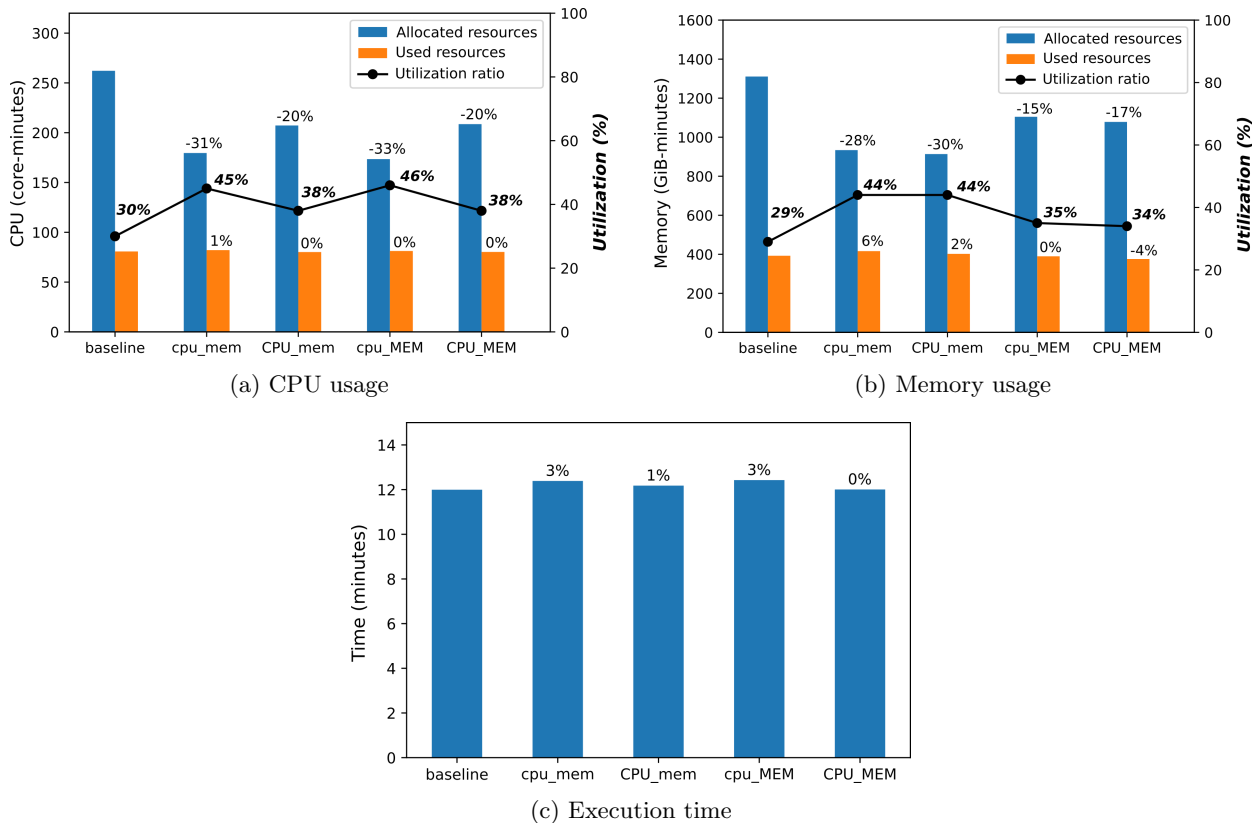 CPU (core-minutes)
300
250
200
150
100
50
0
100
80
60
40
20
0
Utilization (%)
Allocated resources
Used resources
Utilization ratio
-31%
-20%
-33%
-20%
30%
45%
38%
46%
38%
1%
0%
0%
0%
baseline
cpu_mem
CPU_mem
cpu_MEM
CPU_MEM
(a) CPU usage
Memory (GiB-minutes)
1600
1400
1200
1000
800
600
400
200
0
100
80
60
40
20
0
Utilization (%)
Allocated resources
Used resources
Utilization ratio
-28%
-30%
-15%
-17%
29%
44%
44%
35%
34%
6%
2%
0%
-4%
baseline
cpu_mem
CPU_mem
cpu_MEM
CPU_MEM
(b) Memory usage
Time (minutes)
14
12
10
8
6
4
2
0
3%
1%
3%
0%
baseline
cpu_mem
CPU_mem
cpu_MEM
CPU_MEM
(c) Execution time